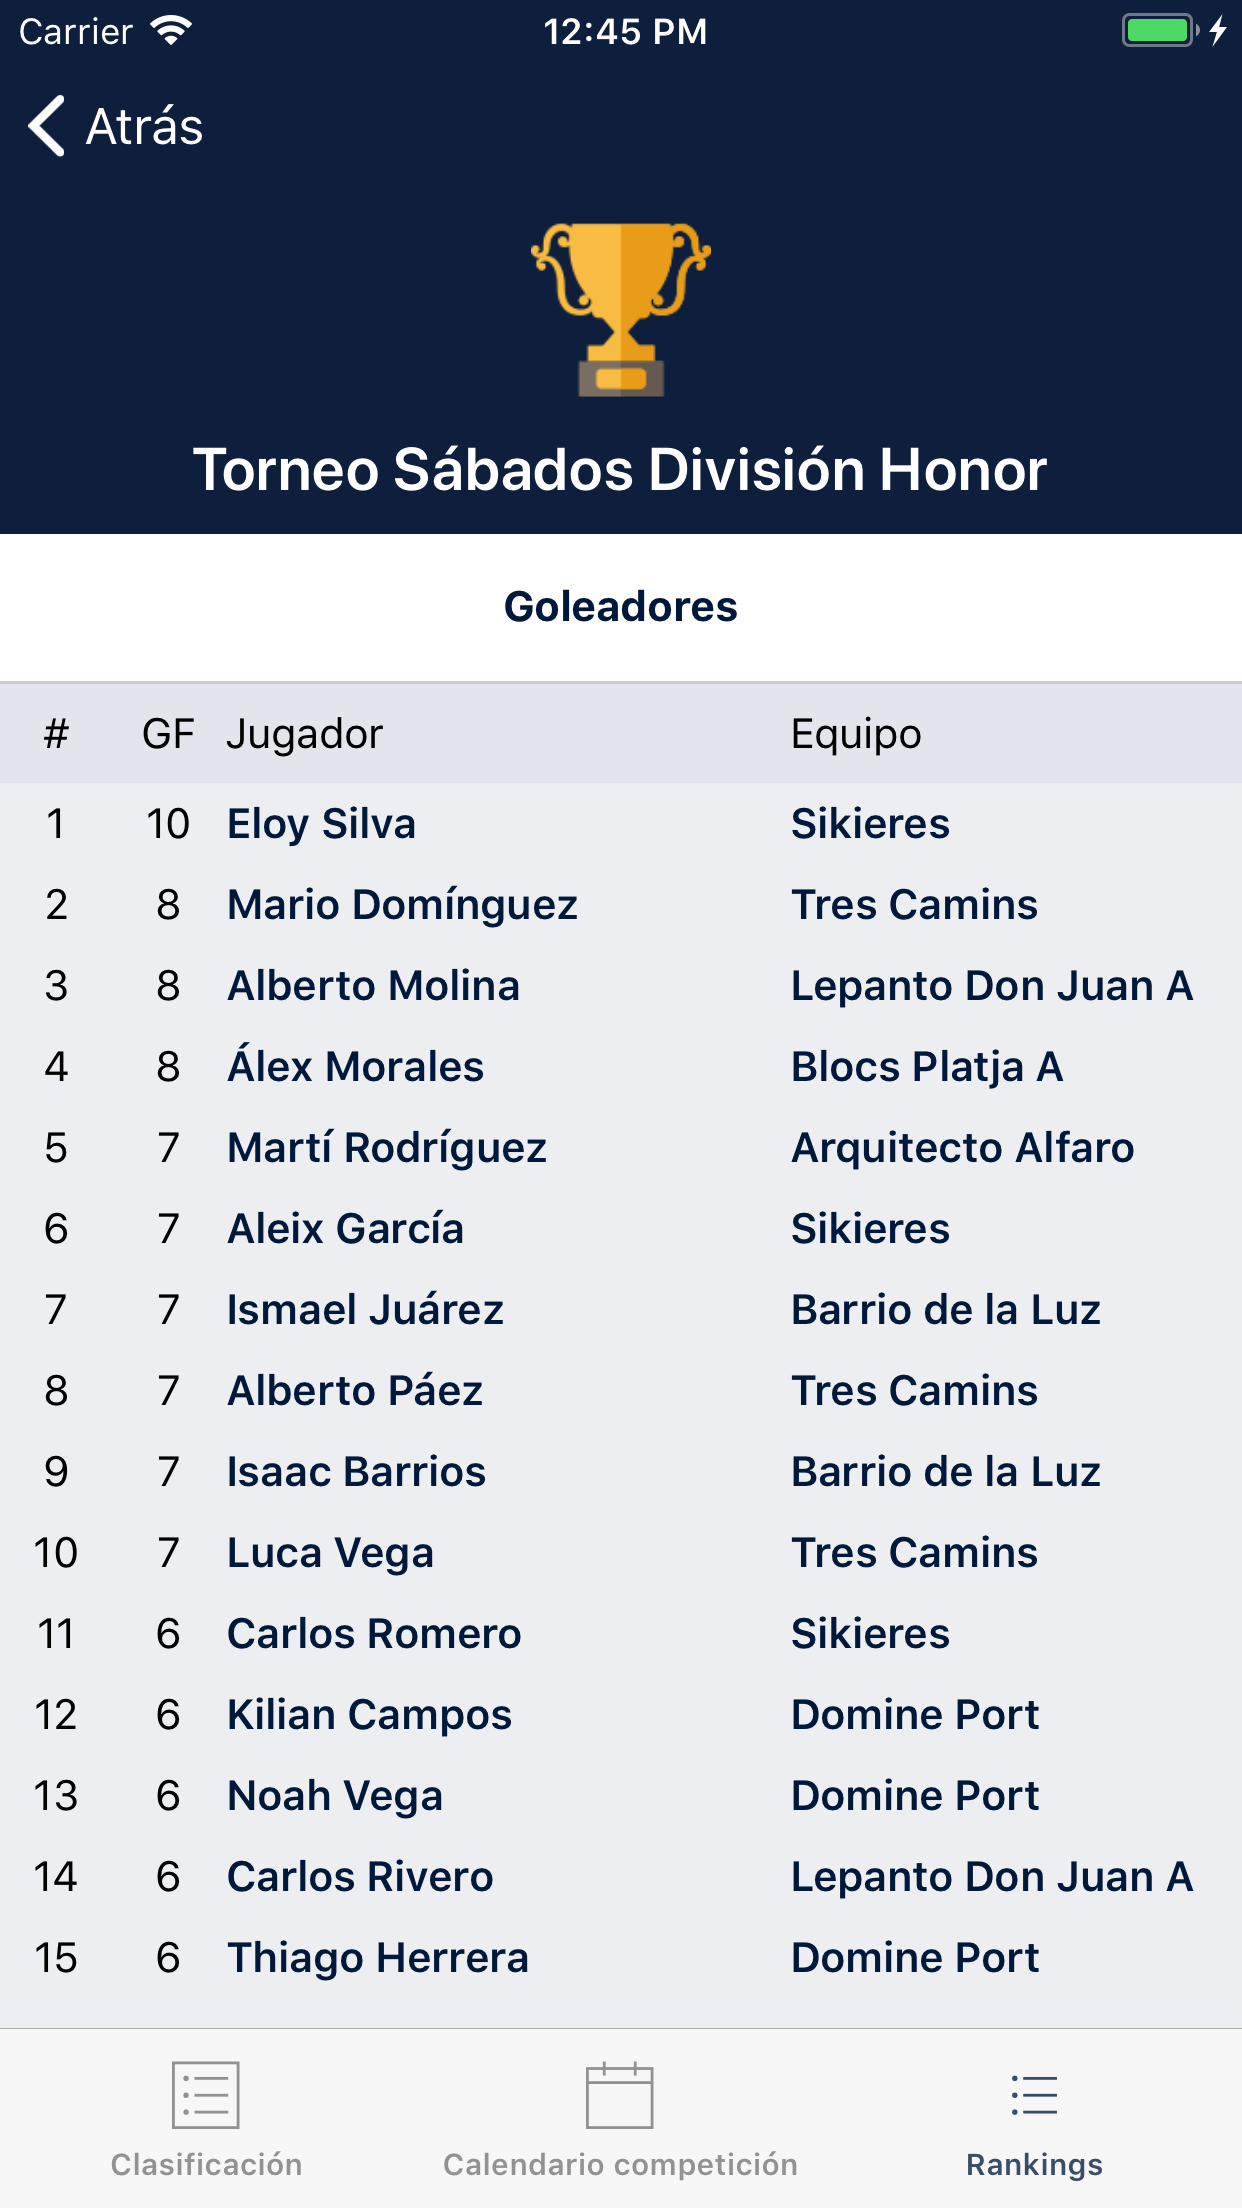 Carrier 12:45 PM
Atrás
Torneo Sábados División Honor
Goleadores
# GF Jugador Equipo
1 10 Eloy Silva Sikieres
2 8 Mario Domínguez Tres Camins
3 8 Alberto Molina Lepanto Don Juan A
4 8 Álex Morales Blocs Platja A
5 7 Martí Rodríguez Arquitecto Alfaro
6 7 Aleix García Sikieres
7 7 Ismael Juárez Barrio de la Luz
8 7 Alberto Páez Tres Camins
9 7 Isaac Barrios Barrio de la Luz
10 7 Luca Vega Tres Camins
11 6 Carlos Romero Sikieres
12 6 Kilian Campos Domine Port
13 6 Noah Vega Domine Port
14 6 Carlos Rivero Lepanto Don Juan A
15 6 Thiago Herrera Domine Port
Clasificación Calendario competición Rankings